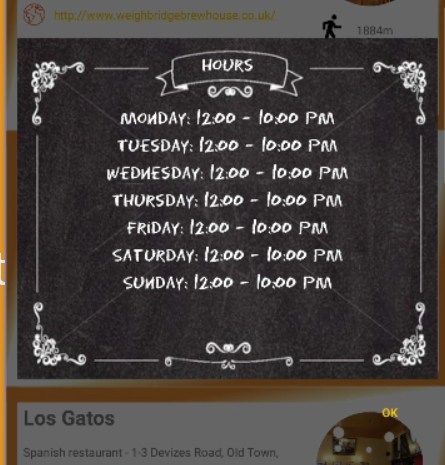 http://www.weighbridgebrewhouse.co.uk/
1884m
HOURS
MONDAY: 12:00 - 10:00 PM
TUESDAY: 12:00 - 10:00 PM
WEDNESDAY: 12:00 - 10:00 PM
THURSDAY: 12:00 - 10:00 PM
FRIDAY: 12:00 - 10:00 PM
SATURDAY: 12:00 - 10:00 PM
SUNDAY: 12:00 - 10:00 PM
OK
Los Gatos
Spanish restaurant - 1-3 Devizes Road, Old Town,